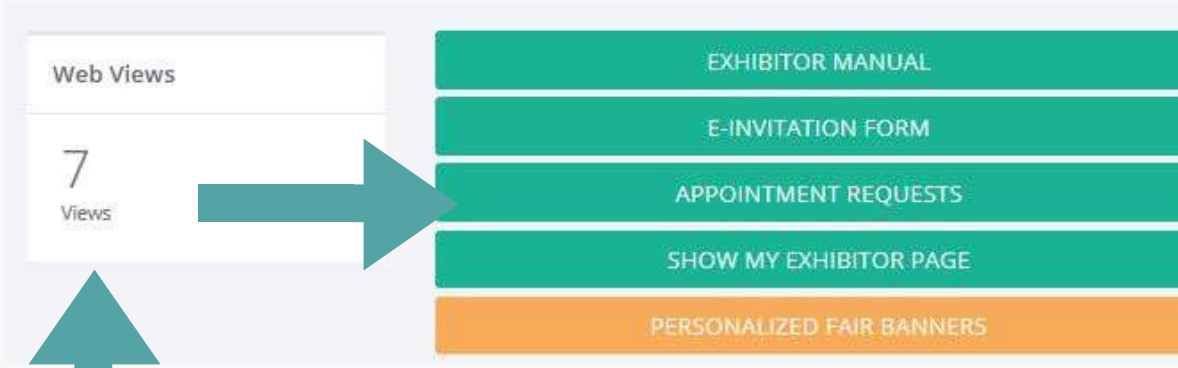 Web Views
7
Views
EXHIBITOR MANUAL
E-INVITATION FORM
APPOINTMENT REQUESTS
SHOW MY EXHIBITOR PAGE
PERSONALIZED FAIR BANNERS